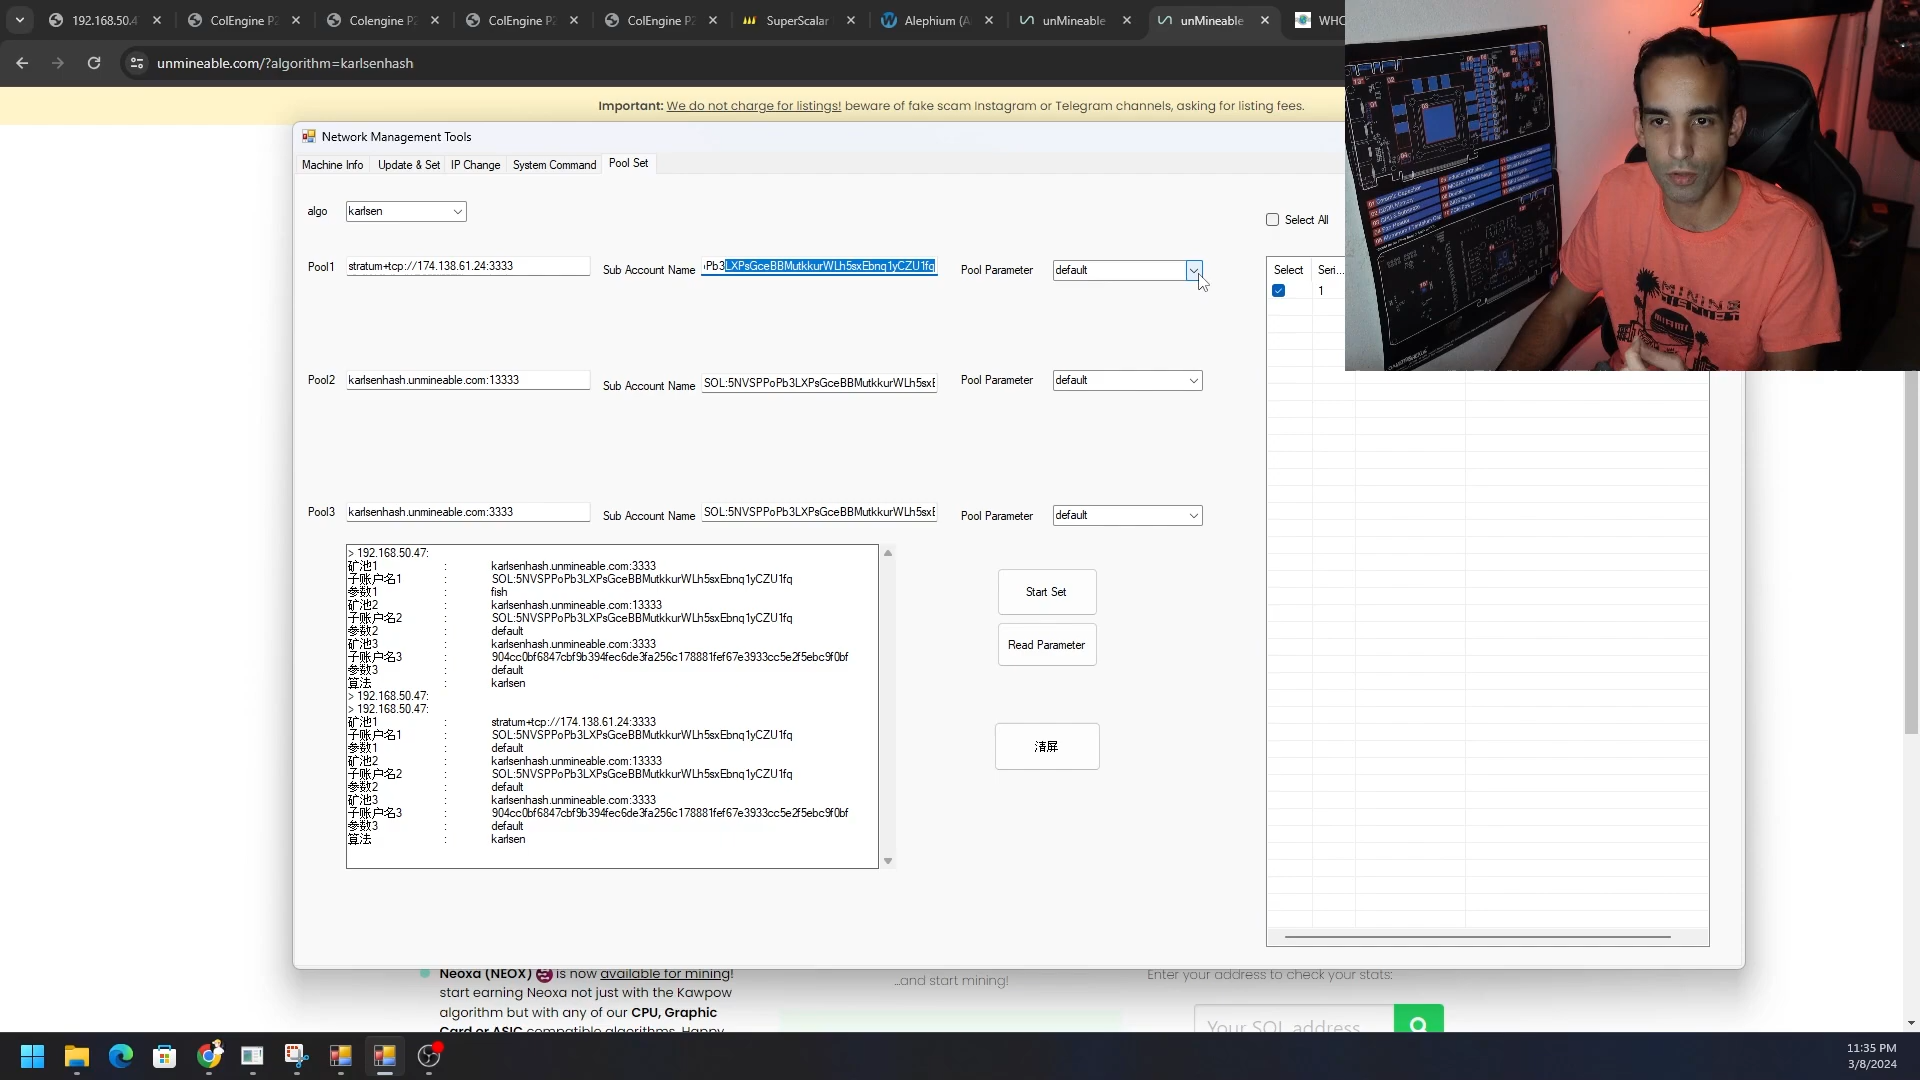 192.168.50.4
ColEngine P2
Colengine P2
ColEngine P2
ColEngine P2
SuperScalar
Alephium (A
unMineable
unMineable
WHO
unmineable.com/?algorithm=karlsenhash
Important: We do not charge for listings! beware of fake scam Instagram or Telegram channels, asking for listing fees.
Network Management Tools
Machine Info
Update & Set
IP Change
System Command
Pool Set
algo
karlsen
Select All
Pool1
stratum+tcp://174.138.61.24:3333
Sub Account Name
Pb3LXPsGceBBMutkkurWLh5sxEbnq1yCZU1fq
Pool Parameter
default
Select
Seri...
1
Pool2
karlsenhash.unmineable.com:13333
Sub Account Name
SOL:5NVSPPoPb3LXPsGceBBMutkkurWLh5sxE
Pool Parameter
default
Pool3
karlsenhash.unmineable.com:3333
Sub Account Name
SOL:5NVSPPoPb3LXPsGceBBMutkkurWLh5sxE
Pool Parameter
default
> 192.168.50.47:
矿池1 : karlsenhash.unmineable.com:3333
子账户名1 : SOL:5NVSPPoPb3LXPsGceBBMutkkurWLh5sxEbnq1yCZU1fq
参数1 : fish
矿池2 : karlsenhash.unmineable.com:13333
子账户名2 : SOL:5NVSPPoPb3LXPsGceBBMutkkurWLh5sxEbnq1yCZU1fq
参数2 : default
矿池3 : karlsenhash.unmineable.com:3333
子账户名3 : 904cc0bf6847cbf9b394fec6de3fa256c178881fef67e3933cc5e2f5ebc9f0bf
参数3 : default
算法 : karlsen
> 192.168.50.47:
> 192.168.50.47:
矿池1 : stratum+tcp://174.138.61.24:3333
子账户名1 : SOL:5NVSPPoPb3LXPsGceBBMutkkurWLh5sxEbnq1yCZU1fq
参数1 : default
矿池2 : karlsenhash.unmineable.com:13333
子账户名2 : SOL:5NVSPPoPb3LXPsGceBBMutkkurWLh5sxEbnq1yCZU1fq
参数2 : default
矿池3 : karlsenhash.unmineable.com:3333
子账户名3 : 904cc0bf6847cbf9b394fec6de3fa256c178881fef67e3933cc5e2f5ebc9f0bf
参数3 : default
算法 : karlsen
Start Set
Read Parameter
清屏
Neoxa (NEOX) is now available for mining!
start earning Neoxa not just with the Kawpow
algorithm but with any of our CPU, Graphic
Card or ASIC compatible algorithms. Happy
...and start mining!
Enter your address to check your stats:
Your SOL address
11:35 PM
3/8/2024